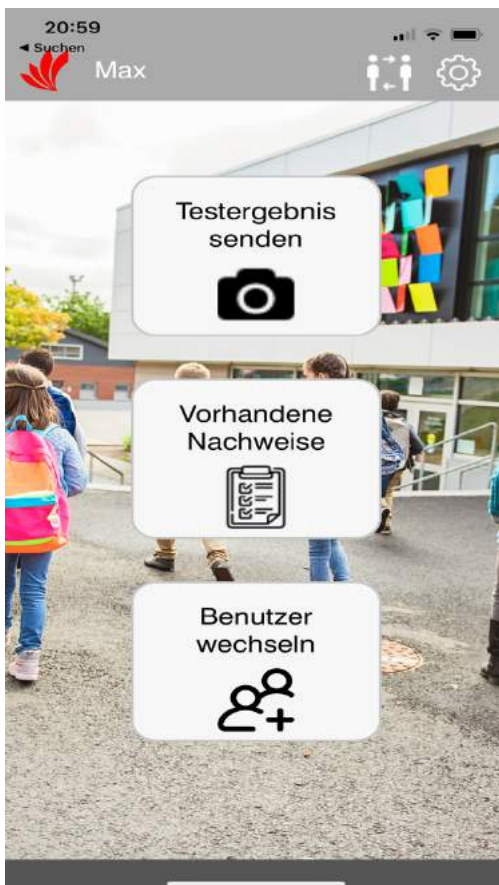 20:59
◄ Suchen
Max
Testergebnis
senden
Vorhandene
Nachweise
Benutzer
wechseln